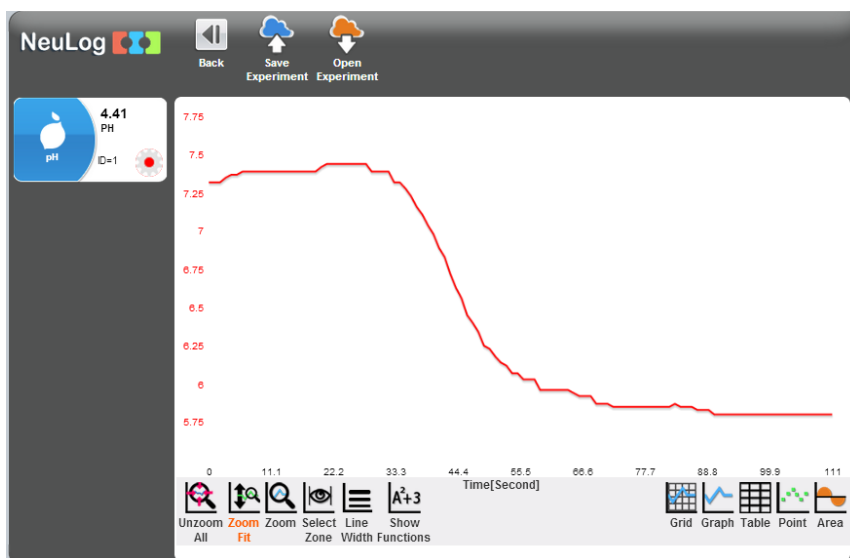 NeuLog
Back
Save
Experiment
Open
Experiment
4.41
PH
pH
ID=1
7.75
7.5
7.25
7
6.75
6.5
6.25
6
5.75
0 11.1 22.2 33.3 44.4 55.5 66.6 77.7 88.8 99.9 111
Time[Second]
A²+3
Unzoom
All
Zoom
Fit
Zoom
Select
Zone
Line
Width
Show
Functions
Grid
Graph
Table
Point
Area